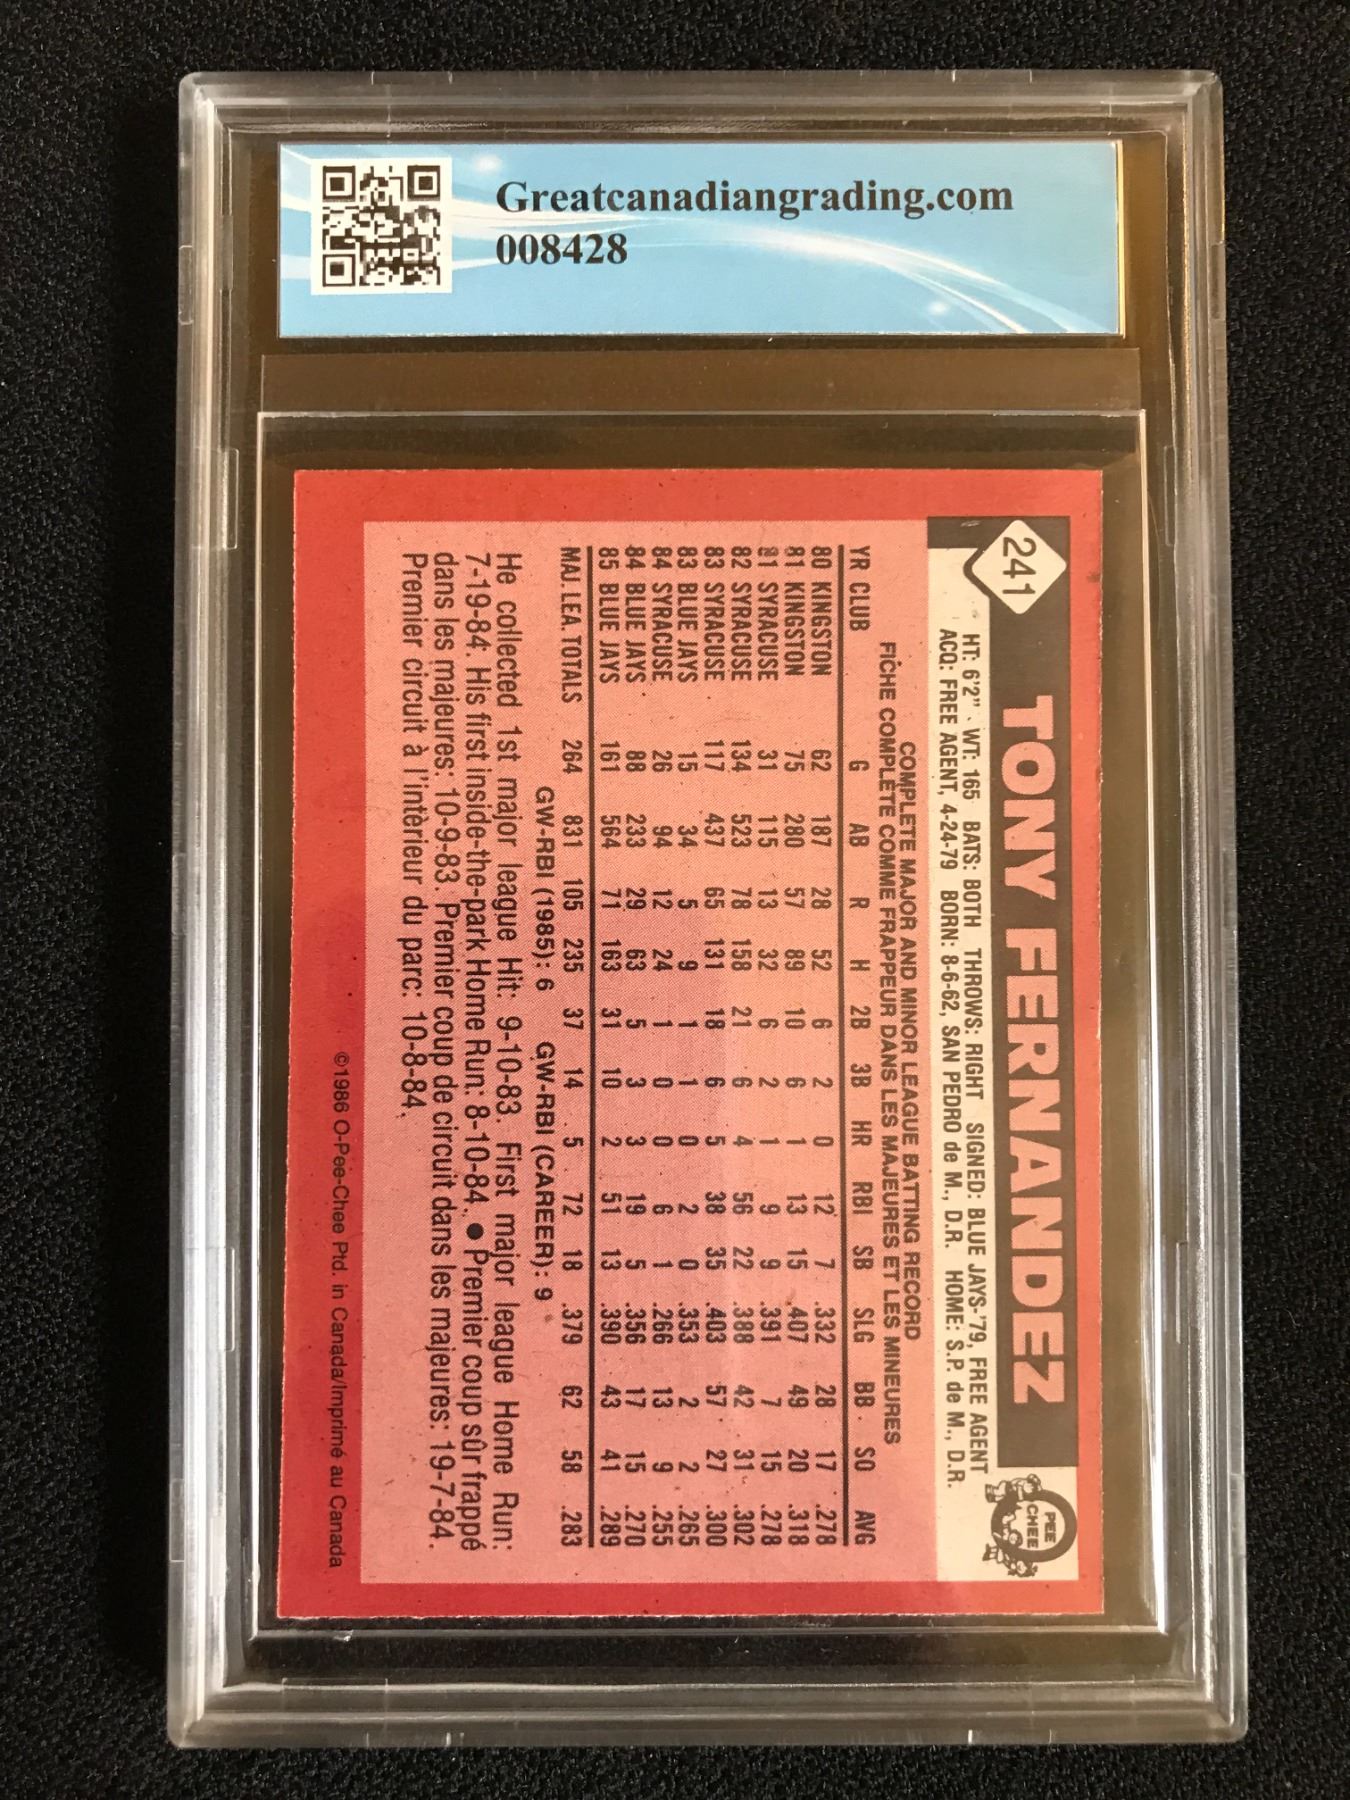 Greatcanadiangrading.com
008428
241
TONY FERNANDEZ
O PEE CHEE
HT: 6'2" WT: 165 BATS: BOTH THROWS: RIGHT SIGNED: BLUE JAYS-'79, FREE AGENT
ACQ: FREE AGENT, 4-24-79 BORN: 8-6-62, SAN PEDRO de M., D.R. HOME: S.P. de M., D.R.
COMPLETE MAJOR AND MINOR LEAGUE BATTING RECORD
FICHE COMPLÈTE COMME FRAPPEUR DANS LES MAJEURES ET LES MINEURES
YR CLUB G AB R H 2B 3B HR RBI SB SLG BB SO AVG
80 KINGSTON 62 187 28 52 6 2 0 12 7 .332 28 17 .278
81 KINGSTON 75 280 57 89 10 6 1 13 15 .407 49 20 .318
81 SYRACUSE 31 115 13 32 6 2 1 9 9 .391 7 15 .278
82 SYRACUSE 134 523 78 158 21 6 4 56 22 .388 42 31 .302
83 SYRACUSE 117 437 65 131 18 6 5 38 35 .403 57 27 .300
83 BLUE JAYS 15 34 5 9 1 1 0 2 0 .353 2 2 .265
84 SYRACUSE 26 94 12 24 1 0 0 6 1 .266 13 9 .255
84 BLUE JAYS 88 233 29 63 5 3 3 19 5 .356 17 15 .270
85 BLUE JAYS 161 564 71 163 31 10 2 51 13 .390 43 41 .289
MAJ. LEA. TOTALS 264 831 105 235 37 14 5 72 18 .379 62 58 .283
GW-RBI (1985): 6 GW-RBI (CAREER): 9
He collected 1st major league Hit: 9-10-83. First major league Home Run:
7-19-84. His first inside-the-park Home Run: 8-10-84. ● Premier coup sûr frappé
dans les majeures: 10-9-83. Premier coup de circuit dans les majeures: 19-7-84.
Premier circuit à l'intèrieur du parc: 10-8-84.
©1986 O-Pee-Chee Ptd. in Canada/Imprimé au Canada